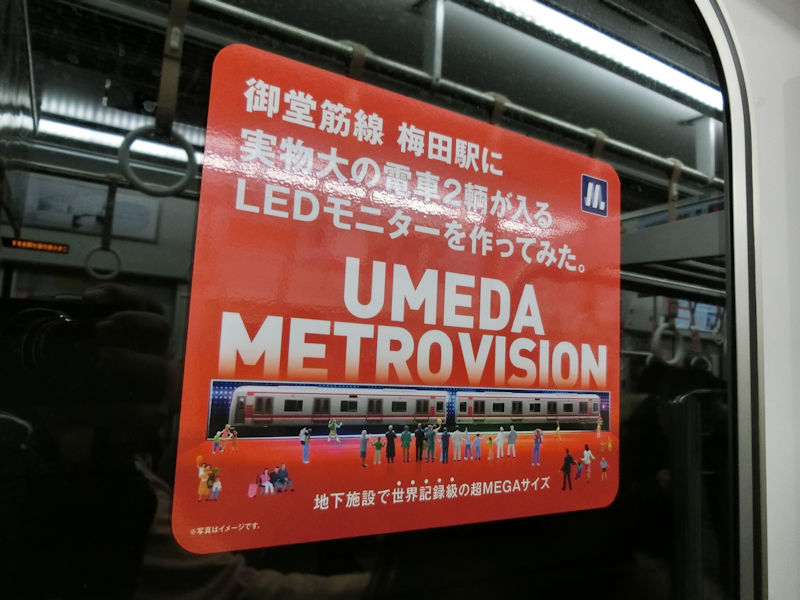 御堂筋線 梅田駅に
実物大の電車2輌が入る
LEDモニターを作ってみた。
UMEDA
METRO VISION
地下施設で世界記録級の超MEGAサイズ
※写真はイメージです。